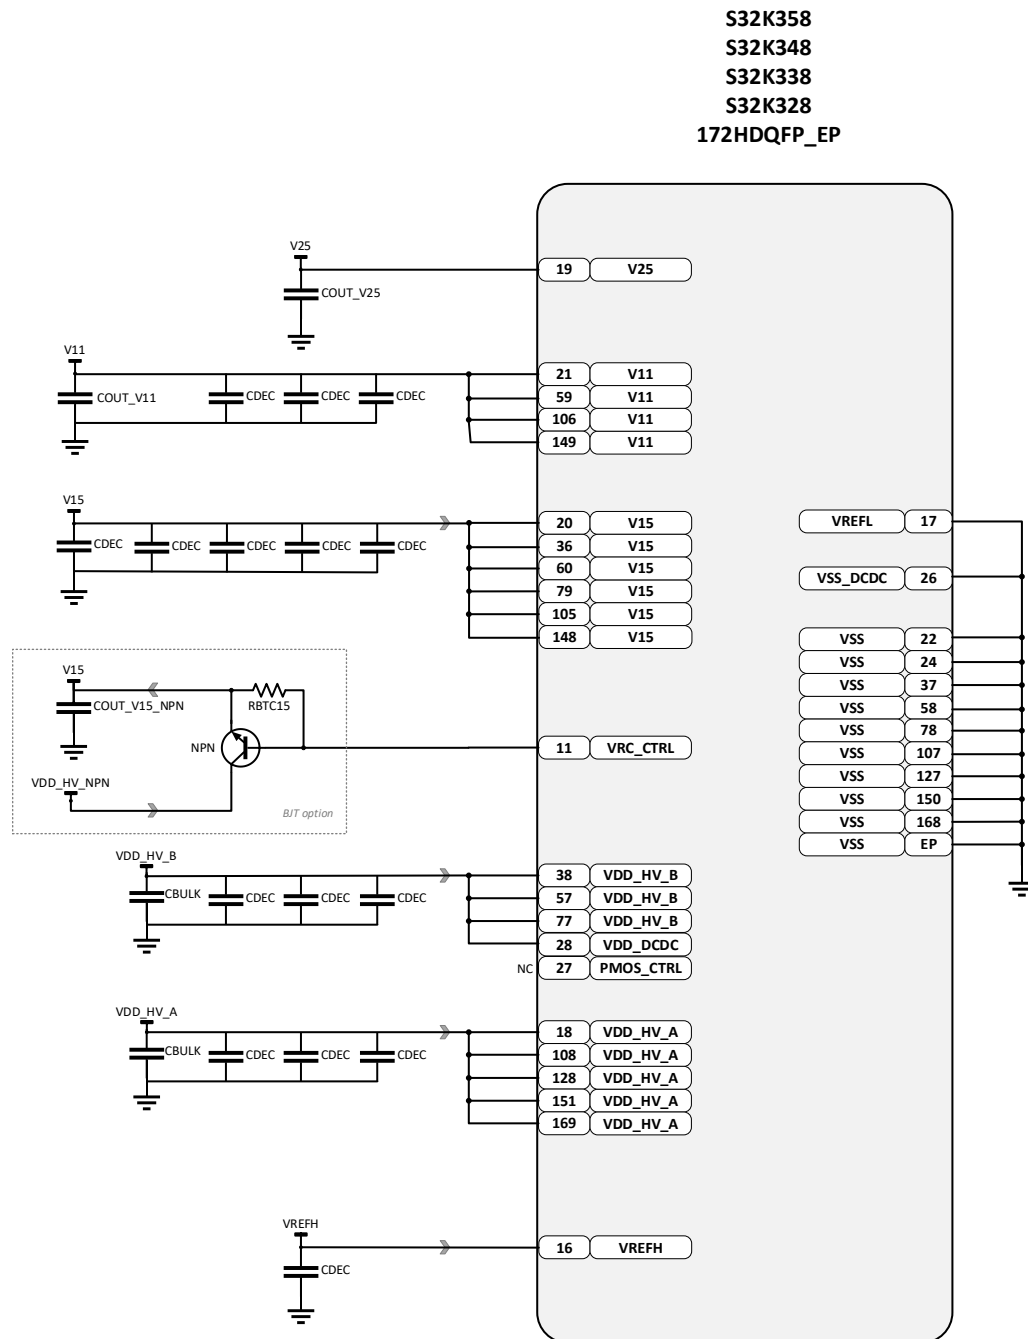 S32K358
S32K348
S32K338
S32K328
172HDQFP_EP
V25
19 V25
COUT_V25
V11
21 V11
COUT_V11 CDEC CDEC CDEC
59 V11
106 V11
149 V11
V15
20 V15
CDEC CDEC CDEC CDEC CDEC
36 V15
60 V15
79 V15
105 V15
148 V15
VREFL 17
VSS_DCDC 26
VSS 22
VSS 24
VSS 37
VSS 58
VSS 78
VSS 107
VSS 127
VSS 150
VSS 168
VSS EP
V15
COUT_V15_NPN RBTC15
NPN
11 VRC_CTRL
VDD_HV_NPN
BJT option
VDD_HV_B
38 VDD_HV_B
CBULK CDEC CDEC CDEC
57 VDD_HV_B
77 VDD_HV_B
28 VDD_DCDC
NC 27 PMOS_CTRL
VDD_HV_A
18 VDD_HV_A
CBULK CDEC CDEC CDEC
108 VDD_HV_A
128 VDD_HV_A
151 VDD_HV_A
169 VDD_HV_A
VREFH
16 VREFH
CDEC